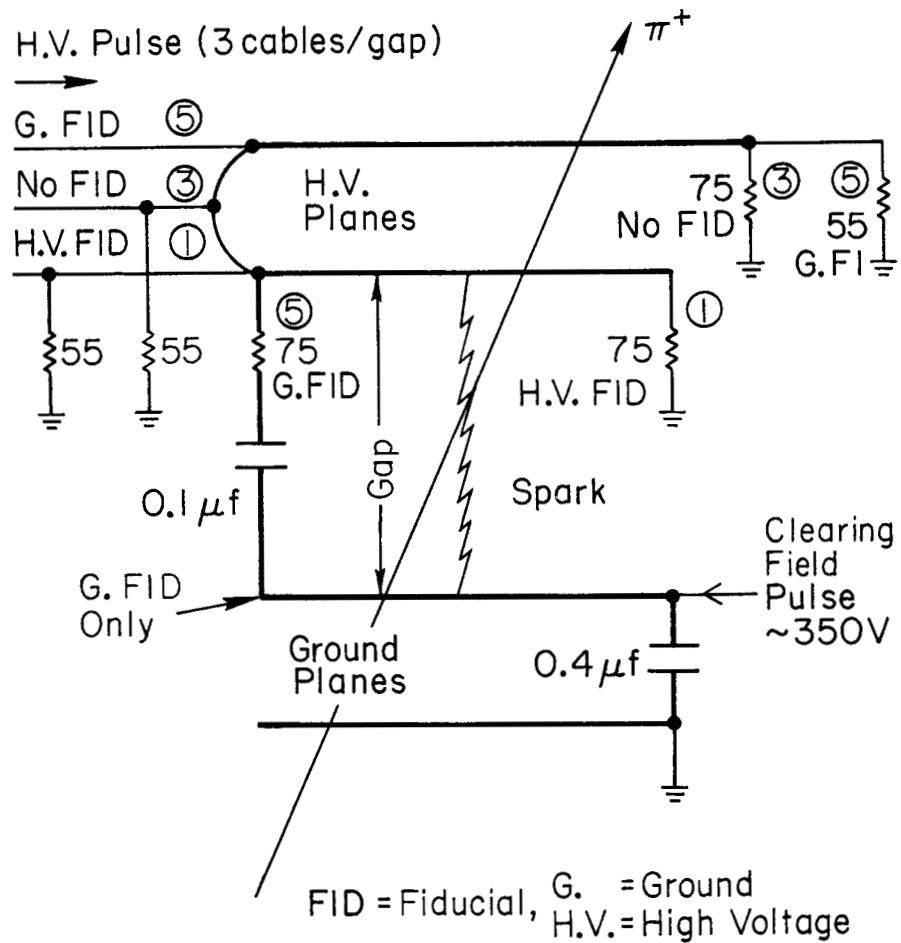 π+
H.V. Pulse (3 cables/gap)
G. FID ⑤
No FID ③
H.V. FID ①
H.V.
Planes
75 ③
No FID
⑤
55
G.FI
55
55
⑤
75
G.FID
①
75
H.V. FID
Gap
0.1 μf
Spark
Clearing
Field
Pulse
~350V
G. FID
Only
Ground
Planes
0.4 μf
FID = Fiducial, G. = Ground
H.V. = High Voltage